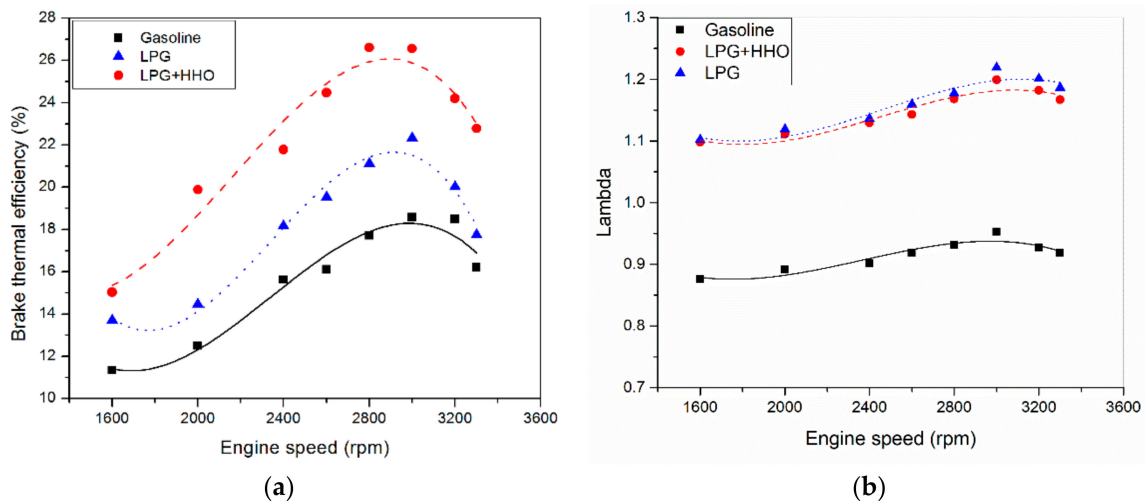 Gasoline
LPG
LPG+HHO
28
26
24
22
20
18
16
14
12
10
Brake thermal efficiency (%)
1600 2000 2400 2800 3200 3600
Engine speed (rpm)
(a)
Gasoline
LPG+HHO
LPG
1.3
1.2
1.1
1.0
0.9
0.8
0.7
Lambda
1600 2000 2400 2800 3200 3600
Engine speed (rpm)
(b)